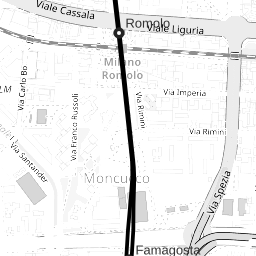 Viale Cassala
Romolo
Viale Liguria
Milano
Romolo
Via Carlo Bo
LM
Via Franco Russoli
Via Rimini
Via Imperia
Via Rimini
Via Santander
Moncucco
Via Spezia
Famagosta